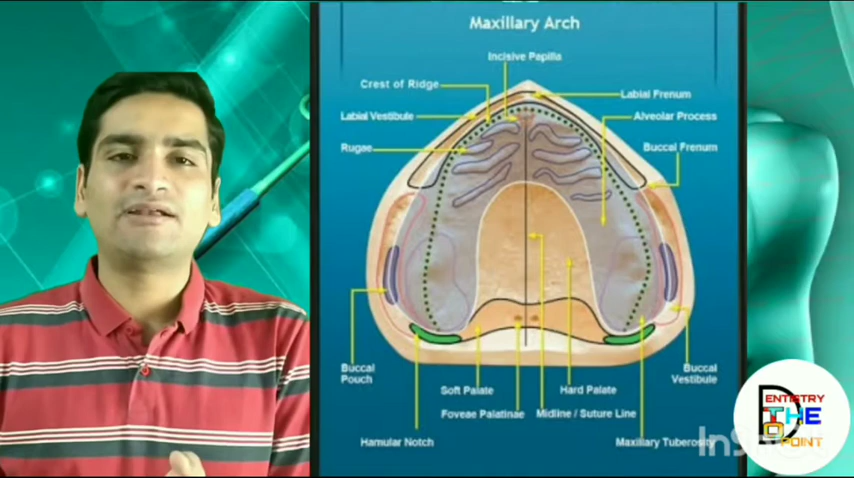 Maxillary Arch
Incisive Papilla
Crest of Ridge
Labial Frenum
Labial Vestibule
Alveolar Process
Rugae
Buccal Frenum
Buccal
Pouch
Buccal
Vestibule
Soft Palate
Hard Palate
Foveae Palatinae
Midline / Suture Line
Hamular Notch
Maxillary Tuberosity
D
ENTISTRY
THE
POINT